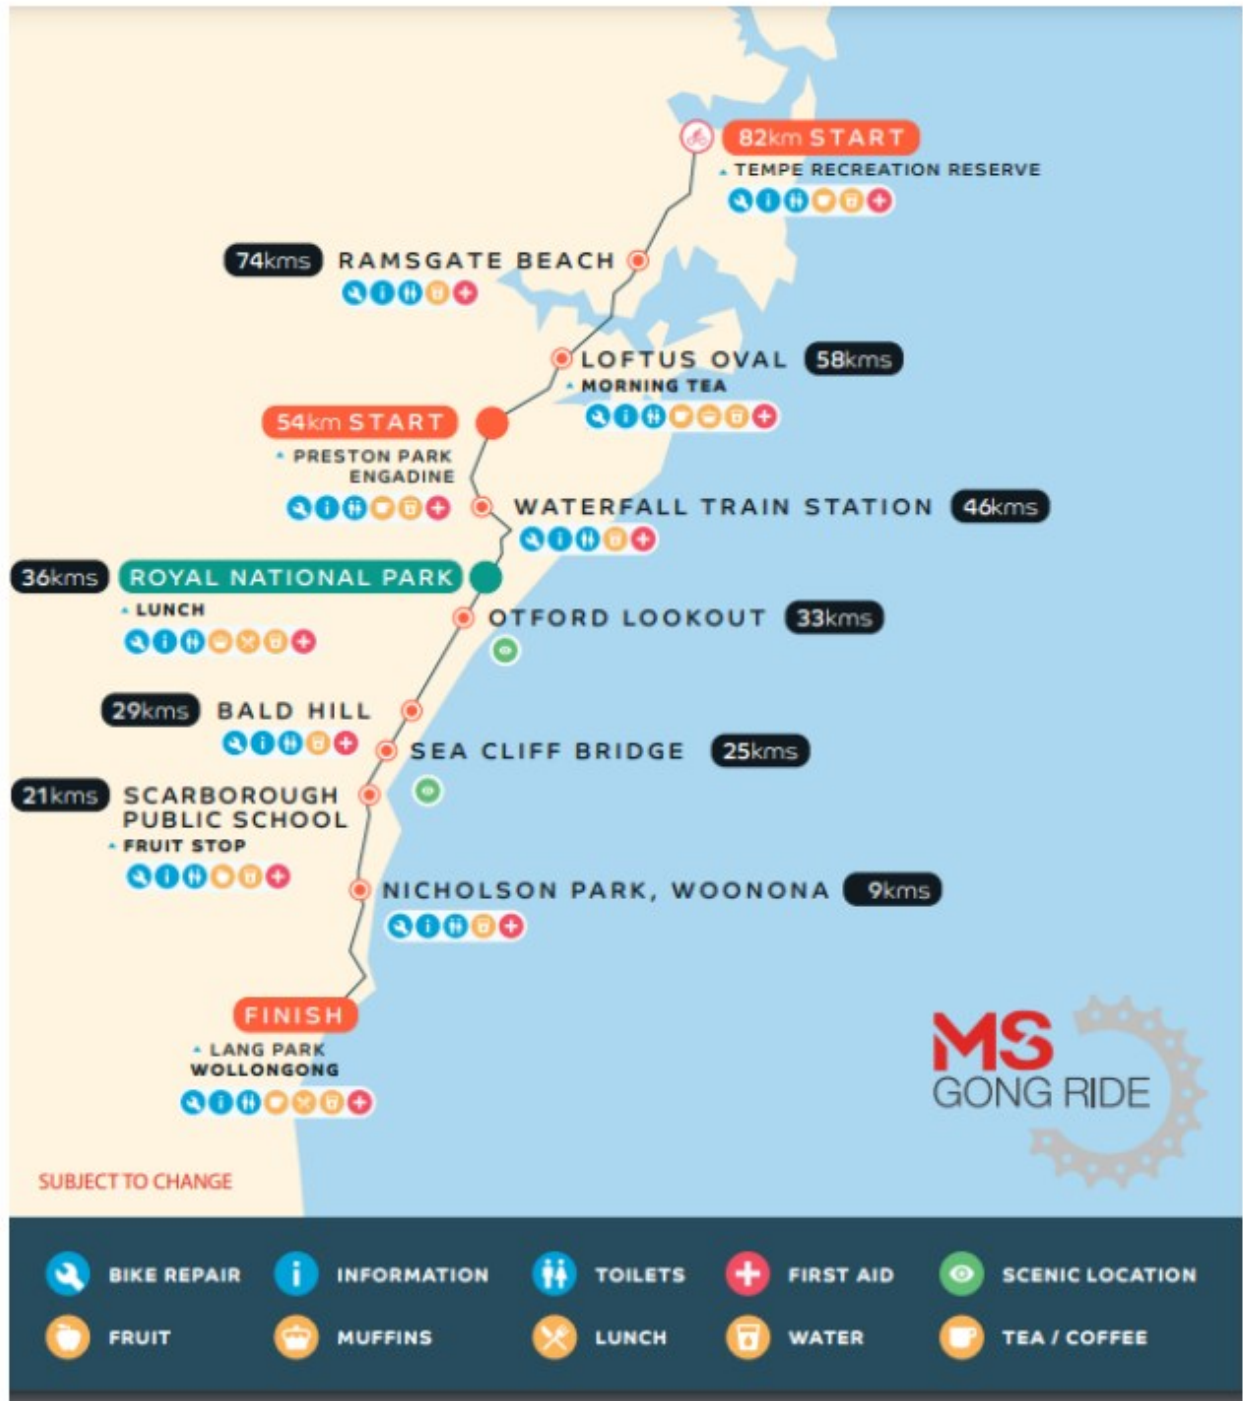 82km START
TEMPE RECREATION RESERVE
74kms RAMSGATE BEACH
LOFTUS OVAL 58kms
MORNING TEA
54km START
PRESTON PARK
ENGADINE
WATERFALL TRAIN STATION 46kms
36kms ROYAL NATIONAL PARK
LUNCH
OTFORD LOOKOUT 33kms
29kms BALD HILL
SEA CLIFF BRIDGE 25kms
21kms SCARBOROUGH
PUBLIC SCHOOL
FRUIT STOP
NICHOLSON PARK, WOONONA 9kms
FINISH
LANG PARK
WOLLONGONG
MS
GONG RIDE
SUBJECT TO CHANGE
BIKE REPAIR INFORMATION TOILETS FIRST AID SCENIC LOCATION
FRUIT MUFFINS LUNCH WATER TEA / COFFEE